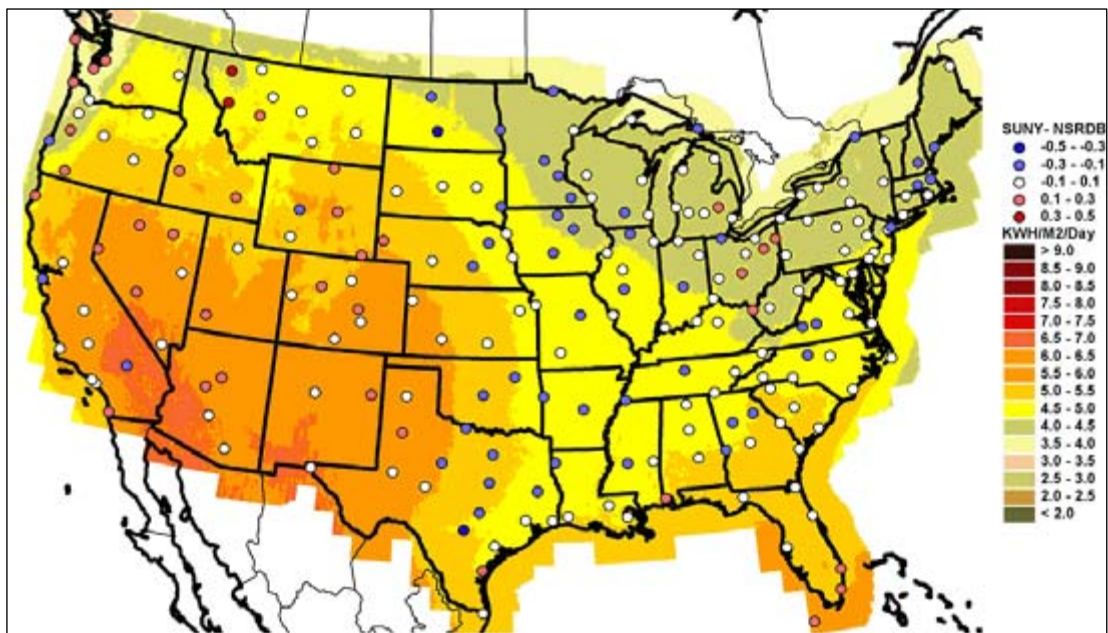 SUNY- NSRDB
-0.5 - -0.3
-0.3 - -0.1
-0.1 - 0.1
0.1 - 0.3
0.3 - 0.5
KWH/M2/Day
> 9.0
8.5 - 9.0
8.0 - 8.5
7.5 - 8.0
7.0 - 7.5
6.5 - 7.0
6.0 - 6.5
5.5 - 6.0
5.0 - 5.5
4.5 - 5.0
4.0 - 4.5
3.5 - 4.0
3.0 - 3.5
2.5 - 3.0
2.0 - 2.5
< 2.0